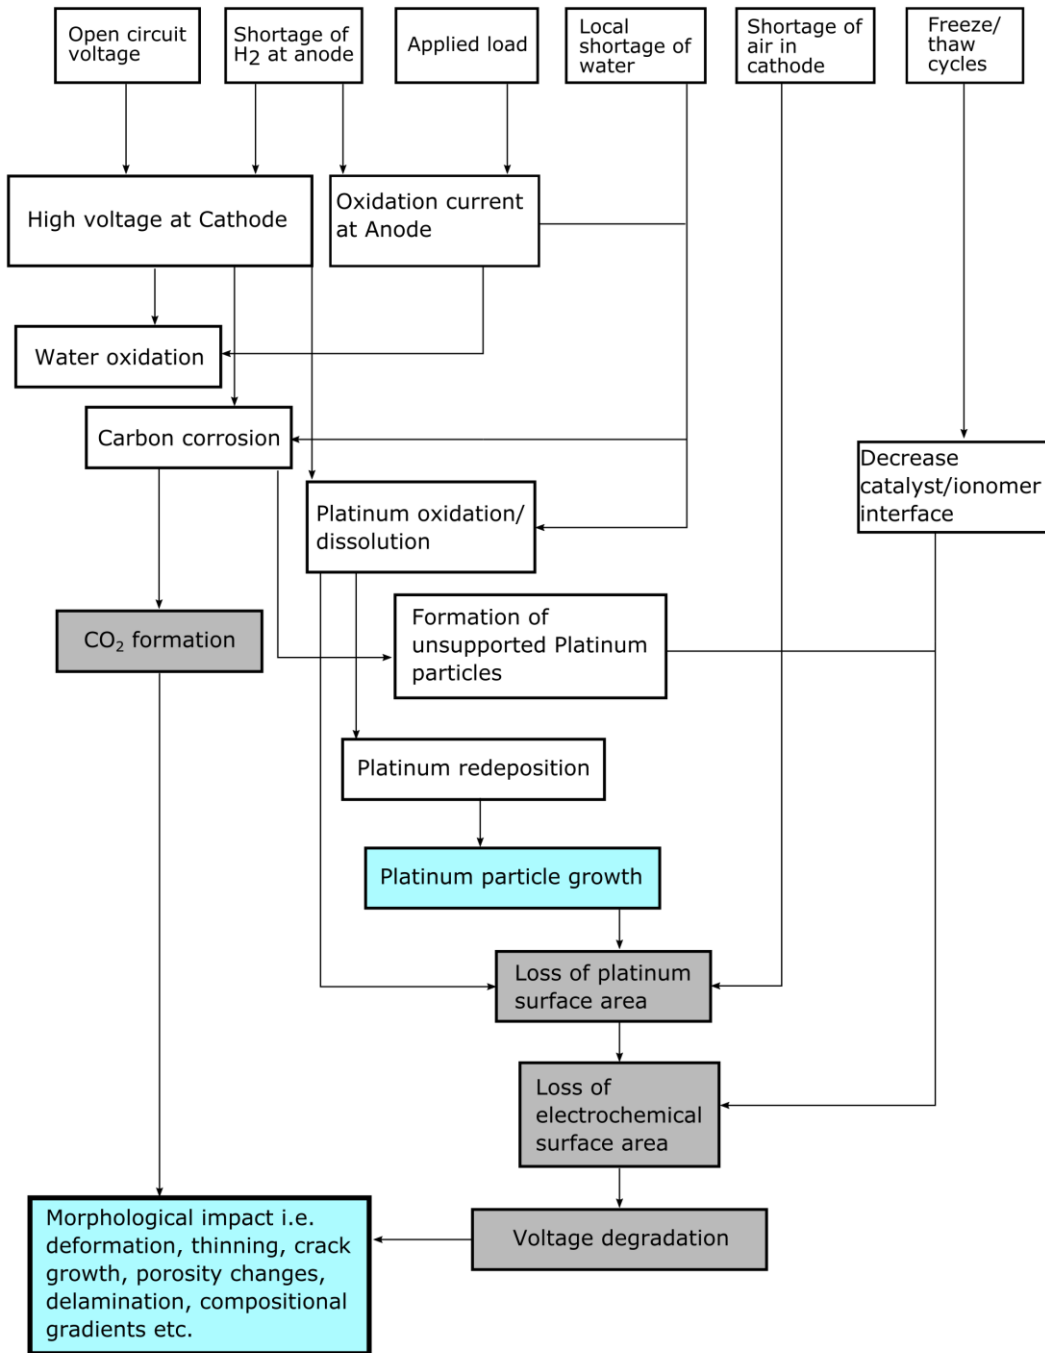 Open circuit
voltage
Shortage of
H2 at anode
Applied load
Local
shortage of
water
Shortage of
air in
cathode
Freeze/
thaw
cycles
High voltage at Cathode
Oxidation current
at Anode
Water oxidation
Carbon corrosion
Decrease
catalyst/ionomer
interface
Platinum oxidation/
dissolution
CO₂ formation
Formation of
unsupported Platinum
particles
Platinum redeposition
Platinum particle growth
Loss of platinum
surface area
Loss of
electrochemical
surface area
Voltage degradation
Morphological impact i.e.
deformation, thinning, crack
growth, porosity changes,
delamination, compositional
gradients etc.